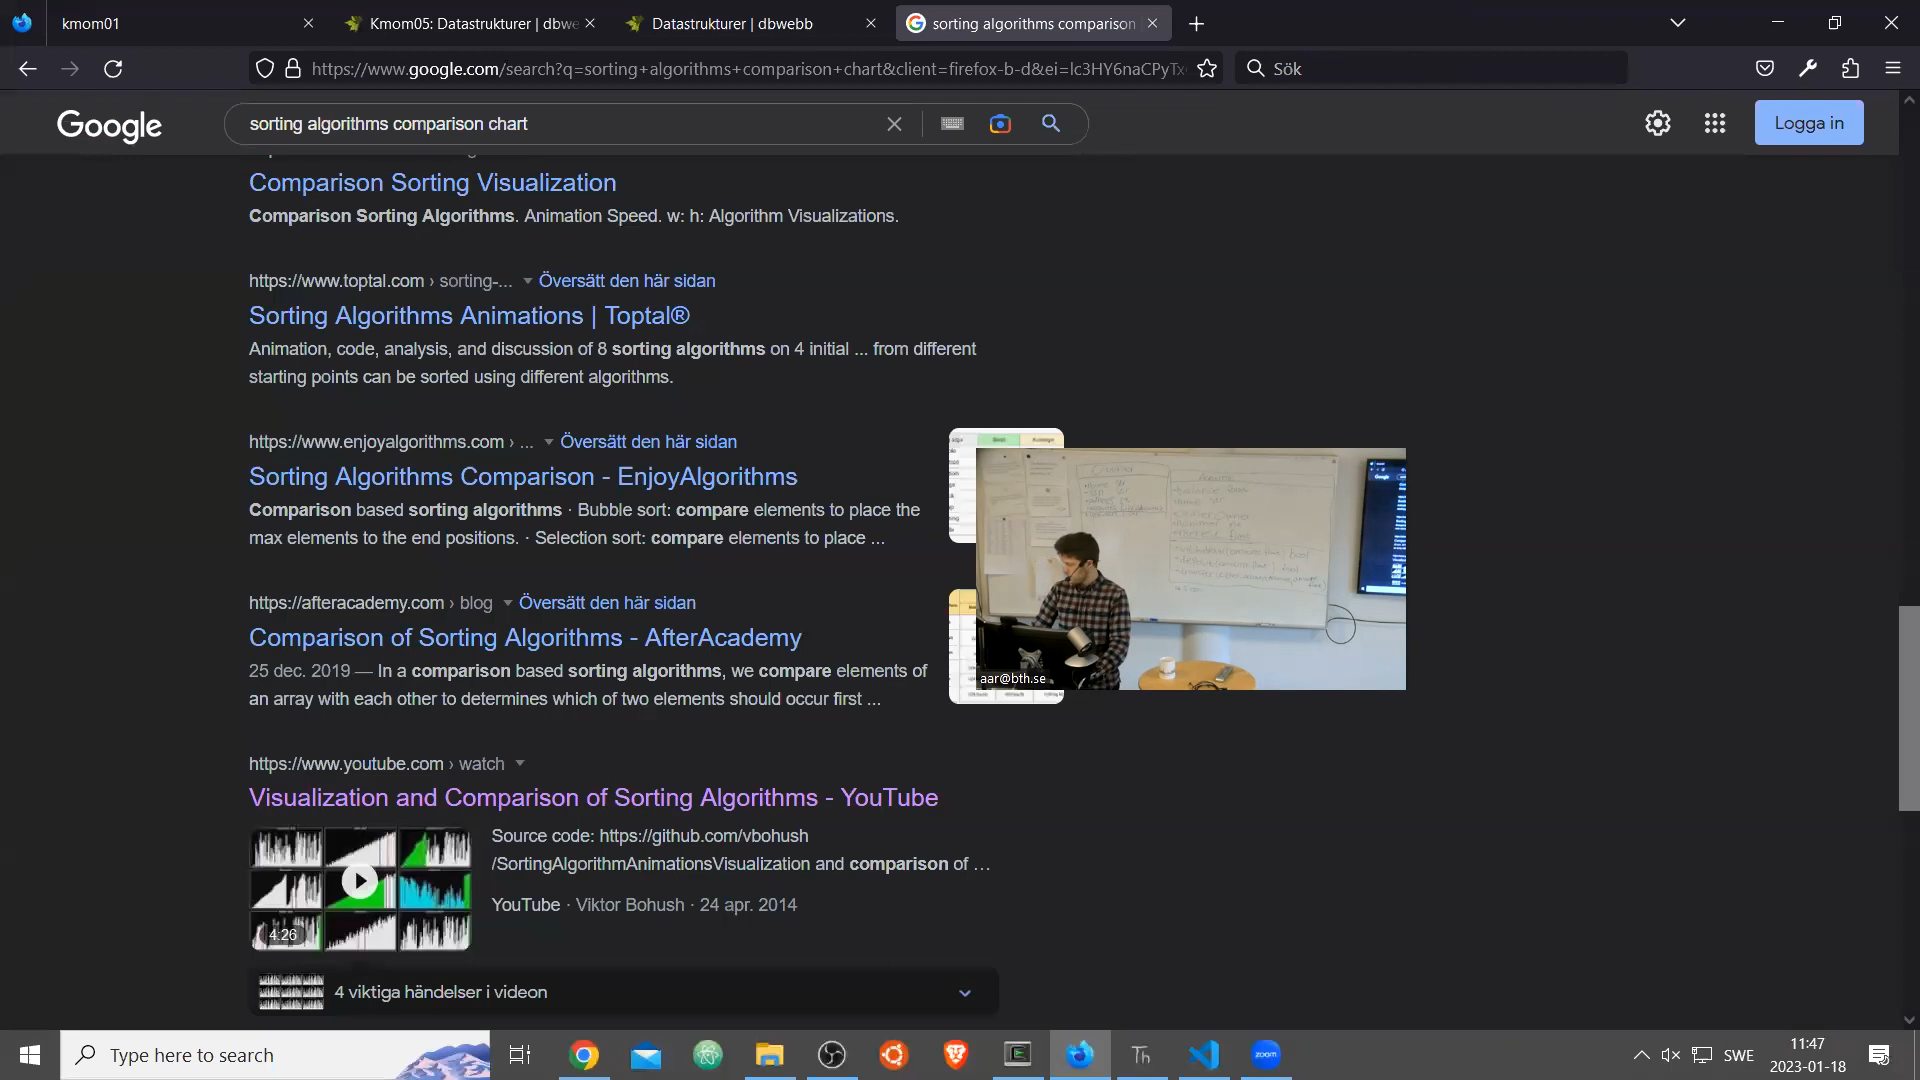 kmom01
Kmom05: Datastrukturer | dbwe
Datastrukturer | dbwebb
sorting algorithms comparison
https://www.google.com/search?q=sorting+algorithms+comparison+chart&client=firefox-b-d&ei=lc3HY6naCPyTx
Sök
Google
sorting algorithms comparison chart
Logga in
Comparison Sorting Visualization
Comparison Sorting Algorithms. Animation Speed. w: h: Algorithm Visualizations.
https://www.toptal.com › sorting-... Översätt den här sidan
Sorting Algorithms Animations | Toptal®
Animation, code, analysis, and discussion of 8 sorting algorithms on 4 initial ... from different
starting points can be sorted using different algorithms.
https://www.enjoyalgorithms.com › ... Översätt den här sidan
Sorting Algorithms Comparison - EnjoyAlgorithms
Comparison based sorting algorithms · Bubble sort: compare elements to place the
max elements to the end positions. · Selection sort: compare elements to place ...
https://afteracademy.com › blog Översätt den här sidan
Comparison of Sorting Algorithms - AfterAcademy
25 dec. 2019 — In a comparison based sorting algorithms, we compare elements of
an array with each other to determines which of two elements should occur first ...
aar@bth.se
https://www.youtube.com › watch
Visualization and Comparison of Sorting Algorithms - YouTube
Source code: https://github.com/vbohush
/SortingAlgorithmAnimationsVisualization and comparison of ...
YouTube · Viktor Bohush · 24 apr. 2014
4:26
4 viktiga händelser i videon
Type here to search
Th
zoom
SWE
11:47
2023-01-18